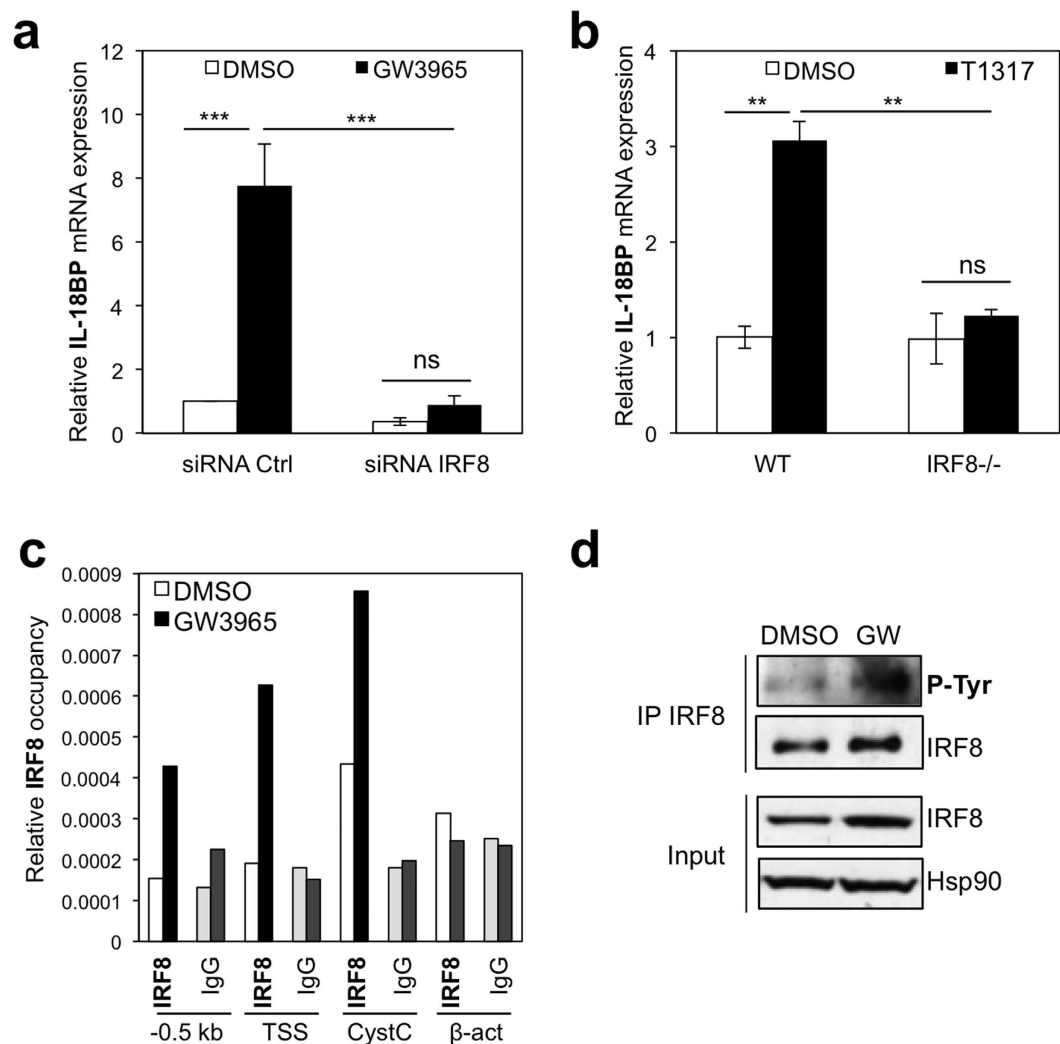 a
Relative IL-18BP mRNA expression
12
10
8
6
4
2
0
DMSO GW3965
***
***
ns
siRNA Ctrl siRNA IRF8
b
Relative IL-18BP mRNA expression
4
3
2
1
0
DMSO T1317
**
**
ns
WT IRF8-/-
c
Relative IRF8 occupancy
0.0009
0.0008
0.0007
0.0006
0.0005
0.0004
0.0003
0.0002
0.0001
0
DMSO
GW3965
IRF8 IgG IRF8 IgG IRF8 IgG IRF8 IgG
-0.5 kb TSS CystC β-act
d
DMSO GW
IP IRF8
P-Tyr
IRF8
Input
IRF8
Hsp90